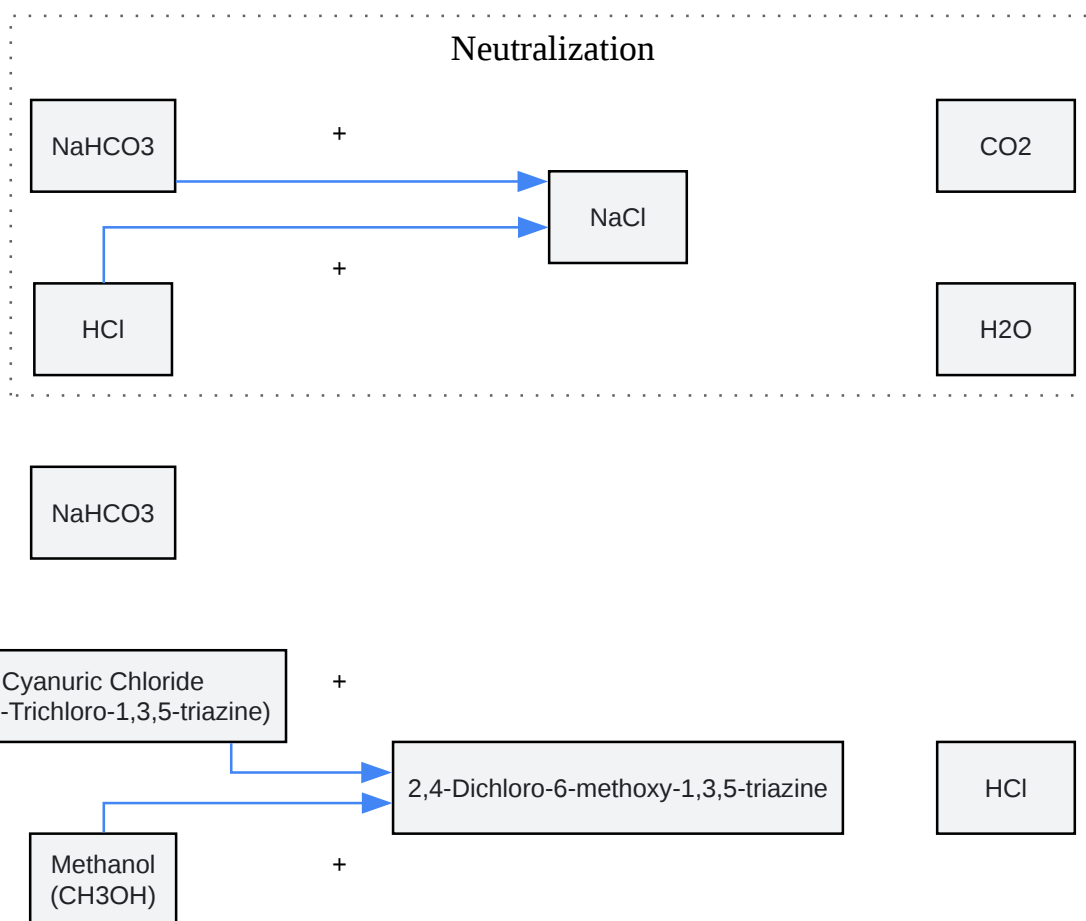 Neutralization
NaHCO3
+
CO2
NaCl
+
HCl
H2O
NaHCO3
Cyanuric Chloride
-Trichloro-1,3,5-triazine)
+
2,4-Dichloro-6-methoxy-1,3,5-triazine
HCl
Methanol
(CH3OH)
+